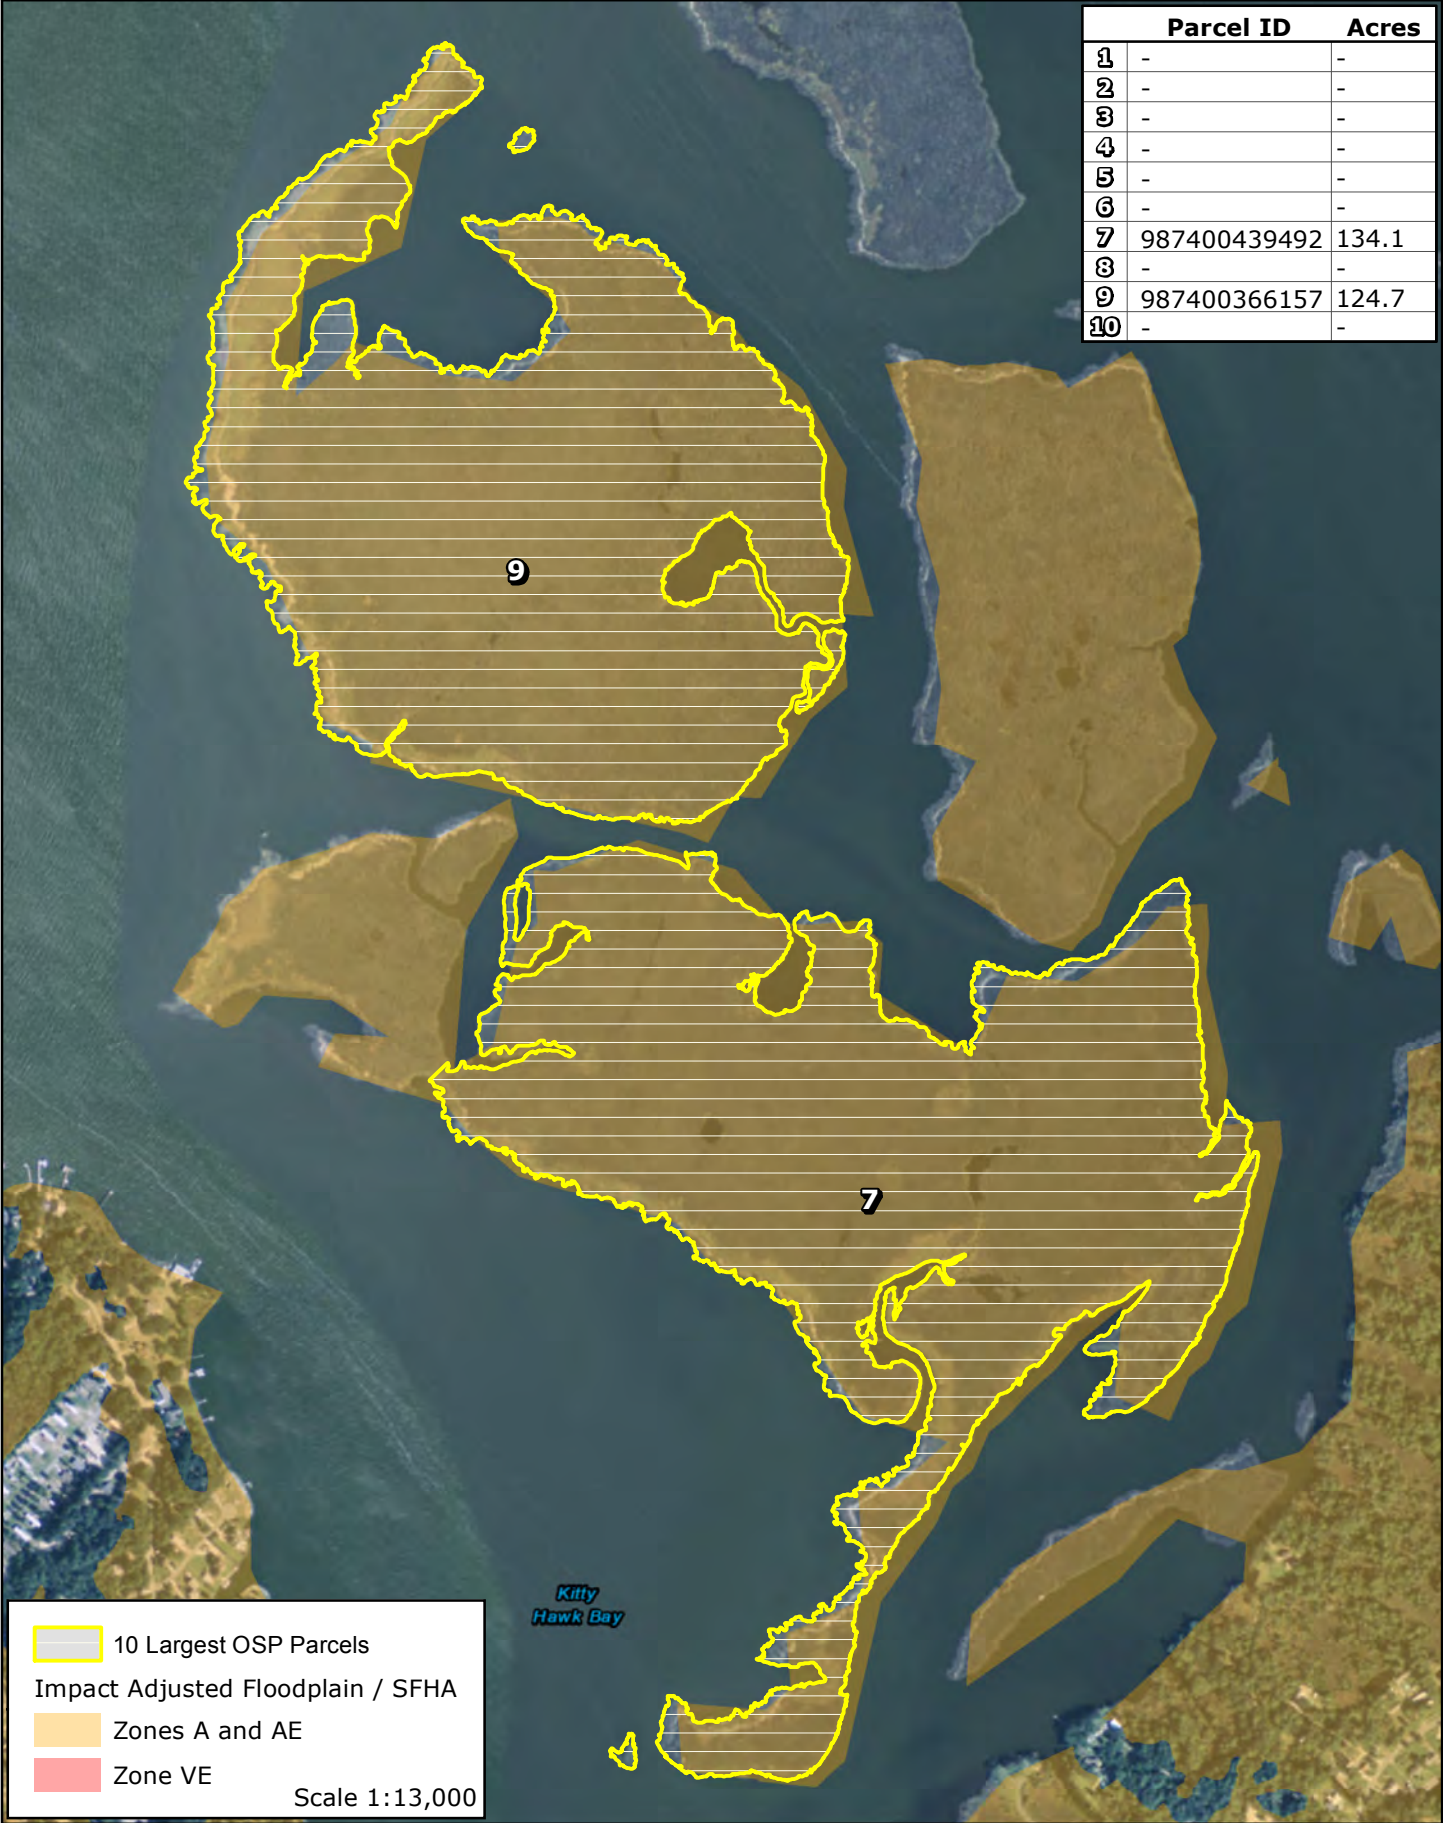 Parcel ID Acres
1 - -
2 - -
3 - -
4 - -
5 - -
6 - -
7 987400439492 134.1
8 - -
9 987400366157 124.7
10 - -
9
7
Kitty
Hawk Bay
10 Largest OSP Parcels
Impact Adjusted Floodplain / SFHA
Zones A and AE
Zone VE
Scale 1:13,000